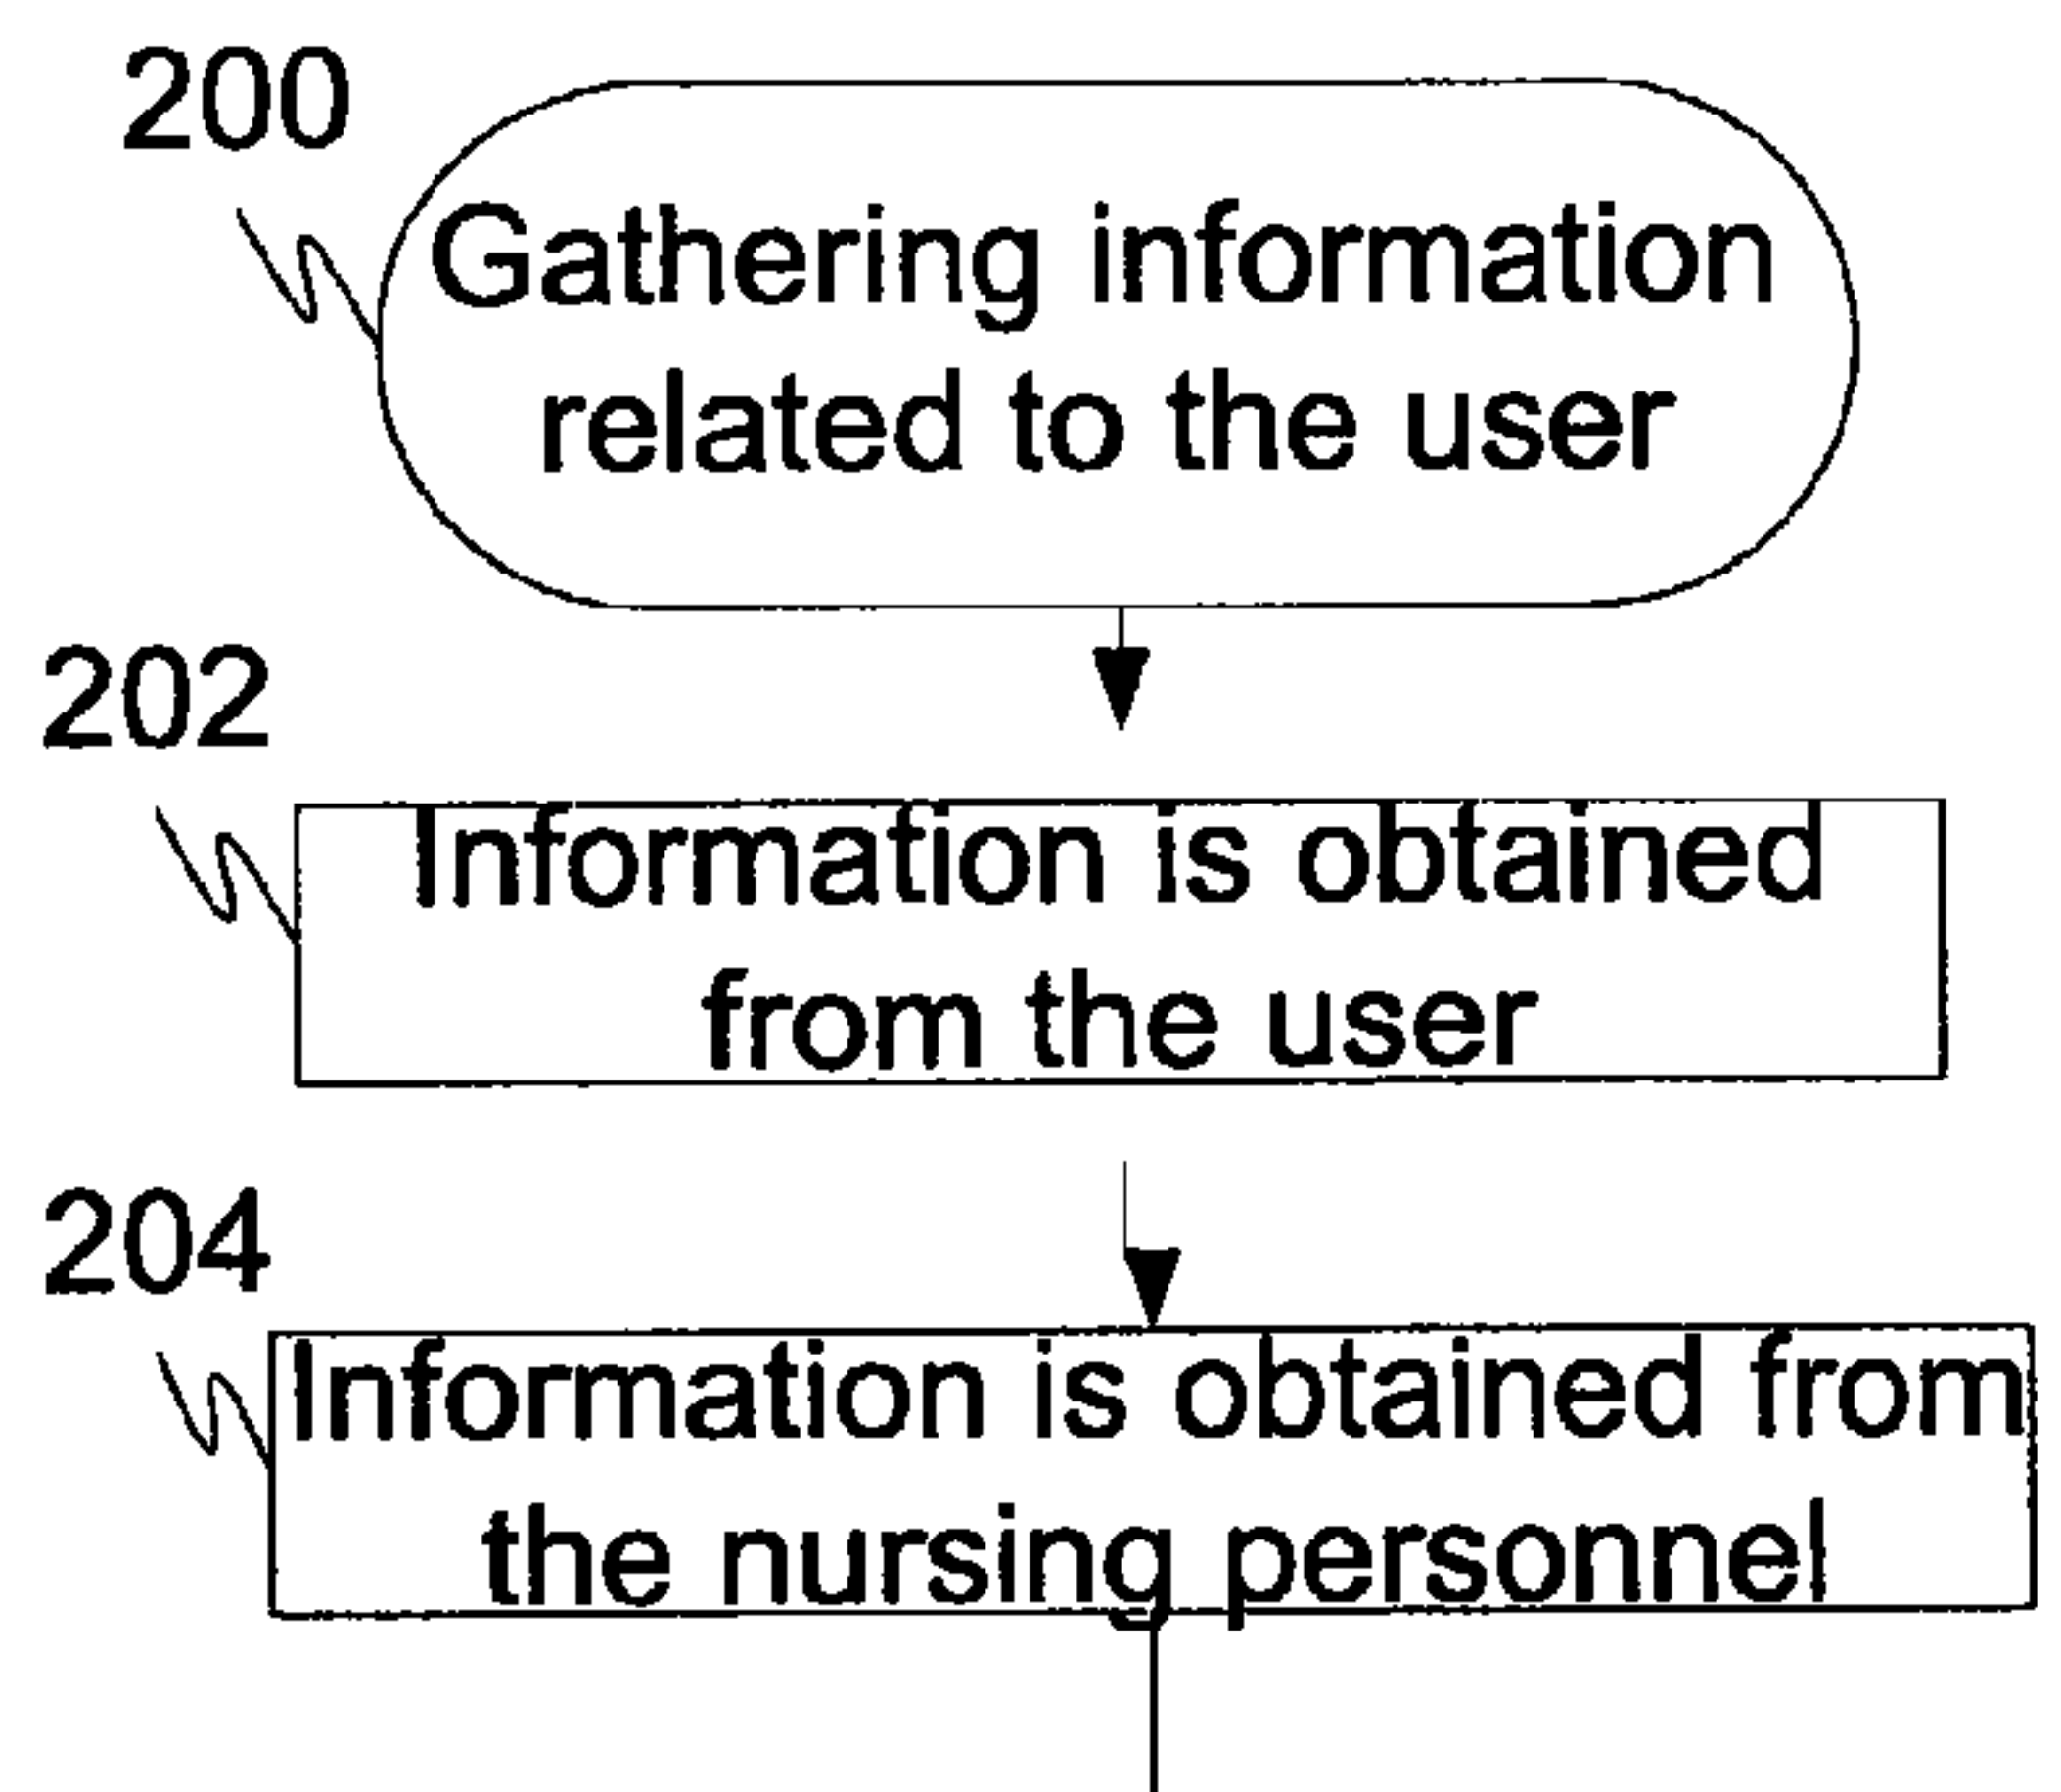 200
Gathering information
related to the user
202
Information is obtained
from the user
204
Information is obtained from
the nursing personnel